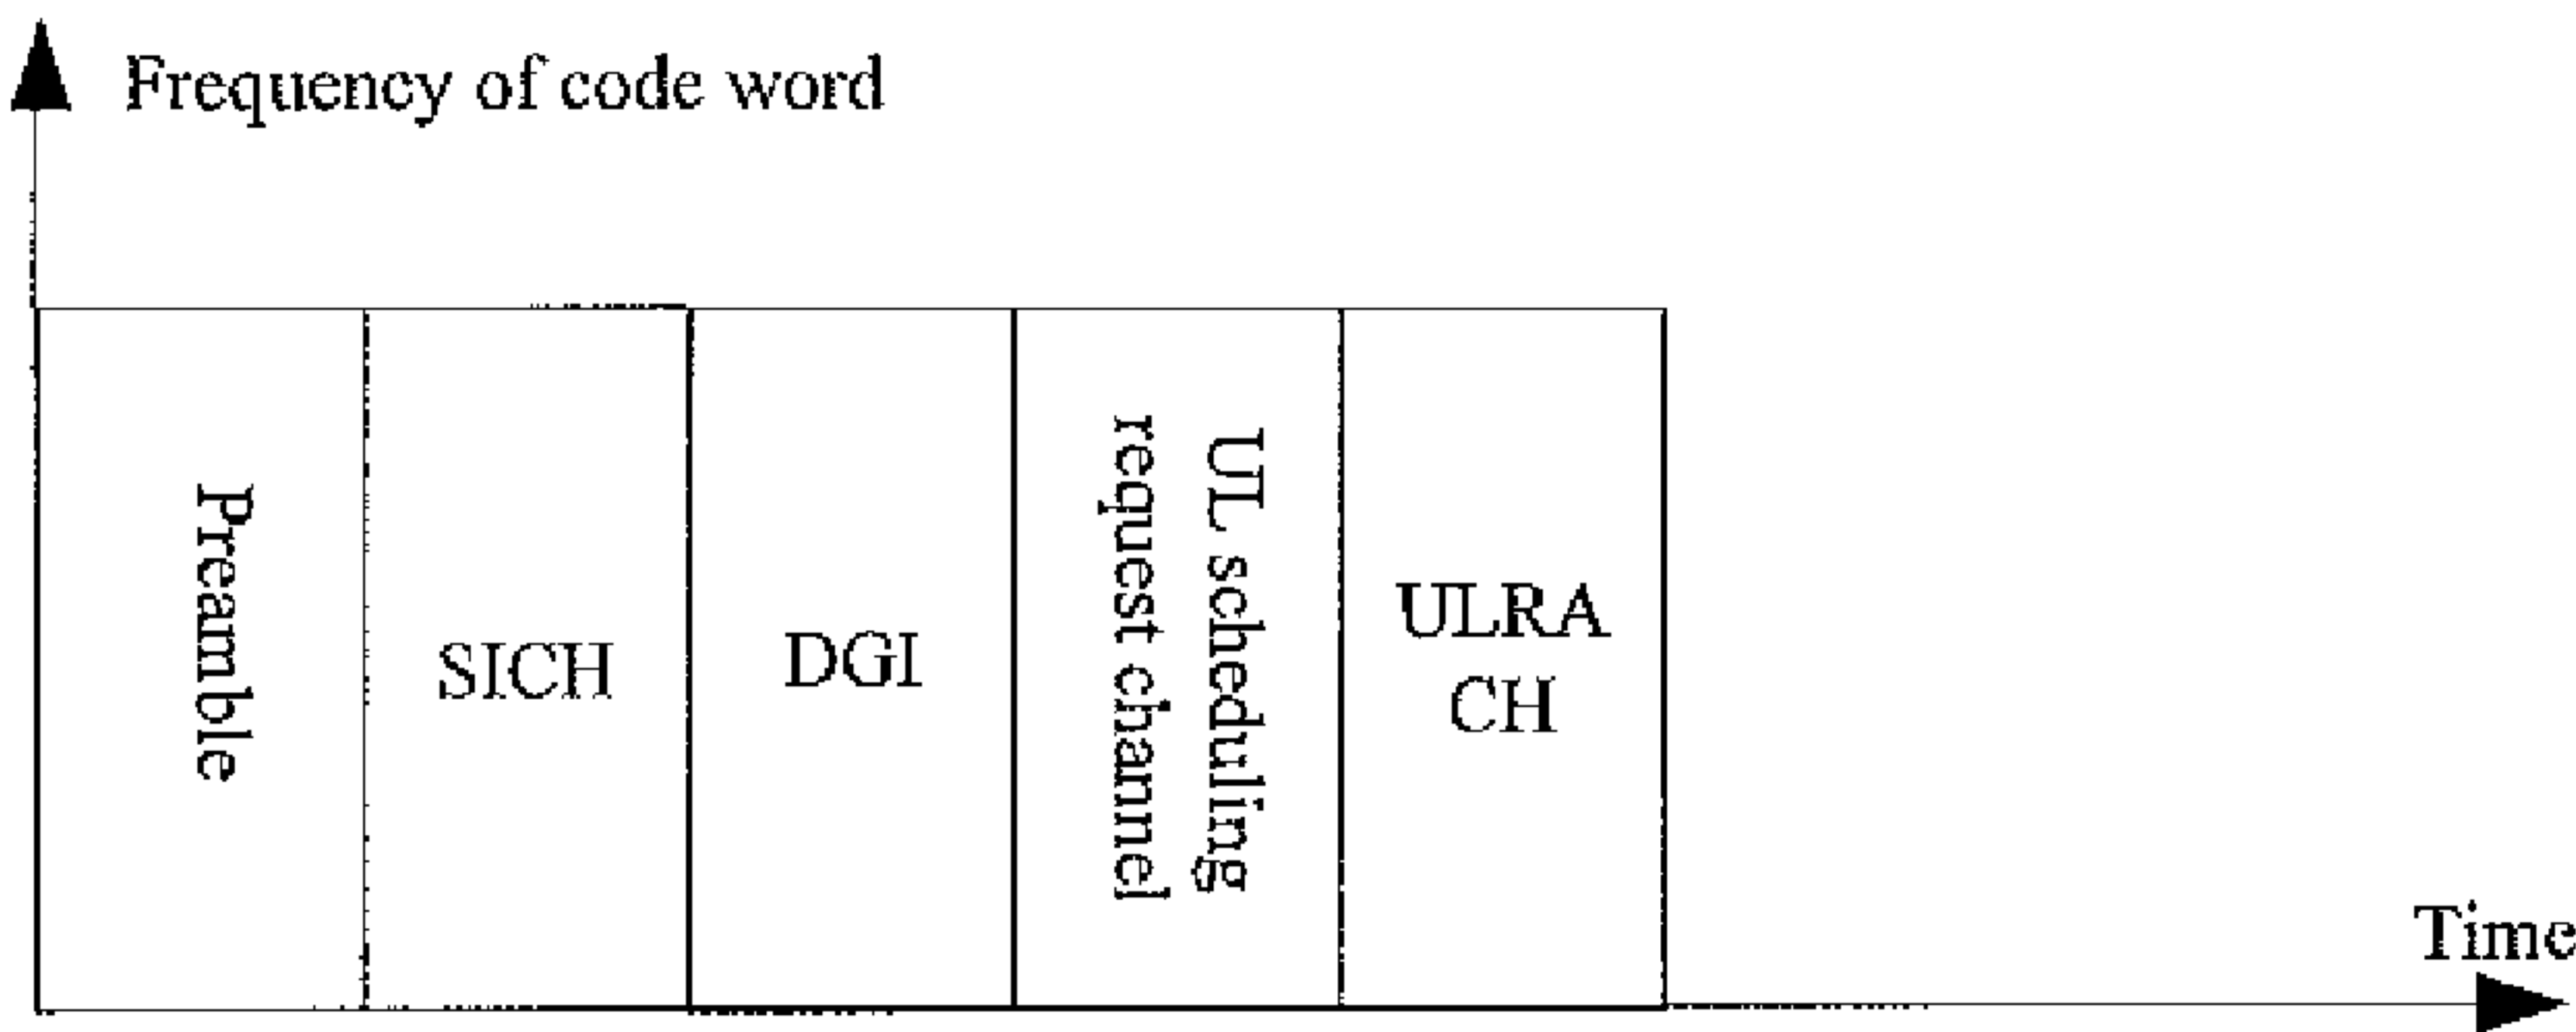 Frequency of code word
Preamble
SICH
DGI
UL scheduling
request channel
ULRA
CH
Time